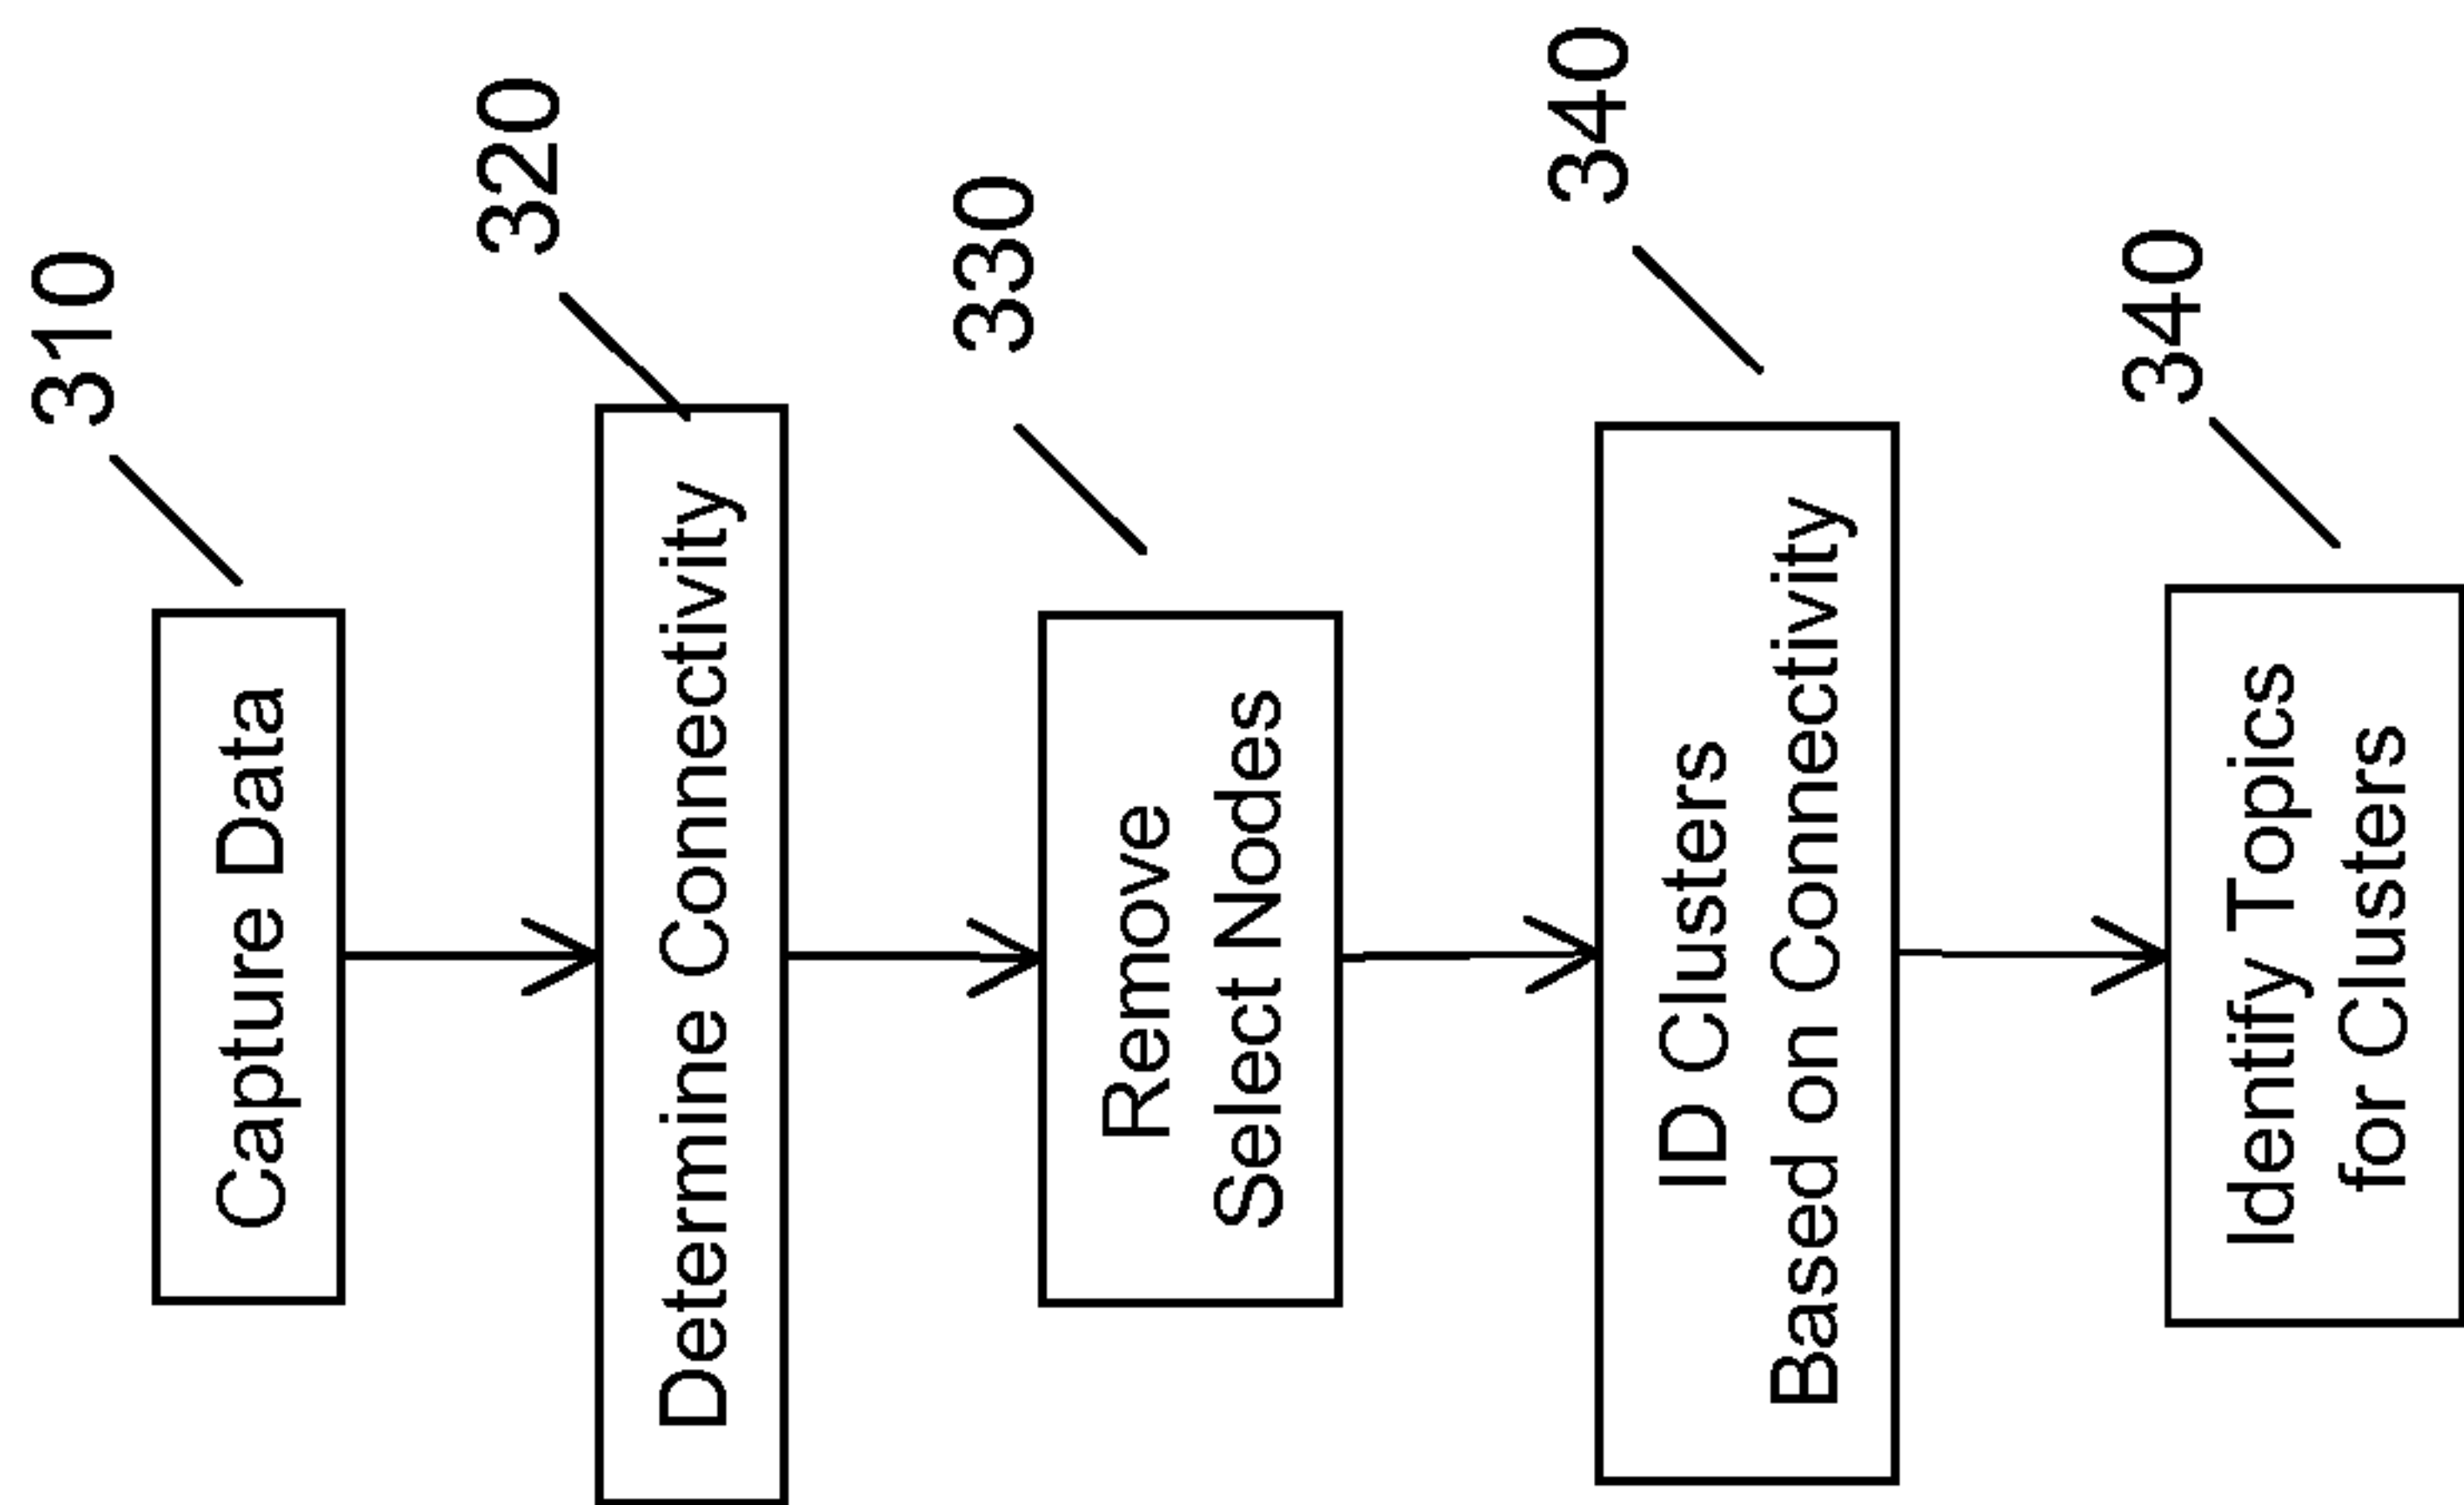 310
Capture Data
320
Determine Connectivity
330
Remove
Select Nodes
340
ID Clusters
Based on Connectivity
340
Identify Topics
for Clusters